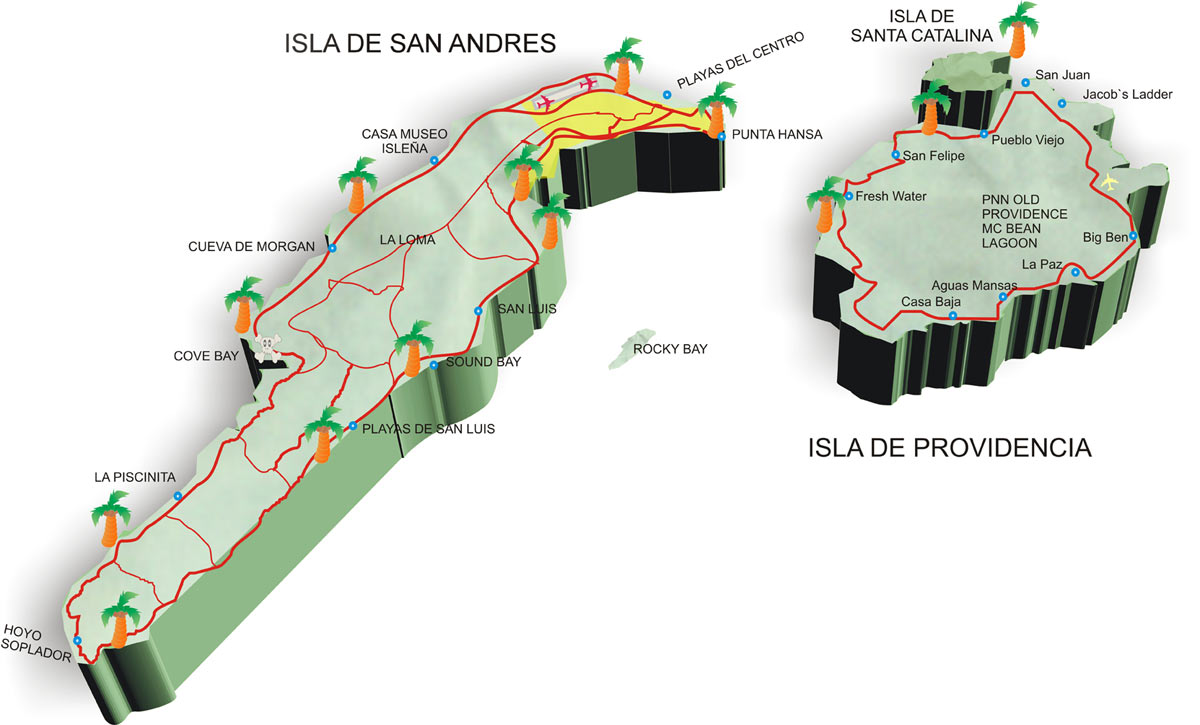 ISLA DE SAN ANDRES
PLAYAS DEL CENTRO
PUNTA HANSA
CASA MUSEO
ISLEÑA
CUEVA DE MORGAN
LA LOMA
SAN LUIS
COVE BAY
SOUND BAY
ROCKY BAY
PLAYAS DE SAN LUIS
LA PISCINITA
HOYO
SOPLADOR
ISLA DE
SANTA CATALINA
San Juan
Jacob`s Ladder
Pueblo Viejo
San Felipe
Fresh Water
PNN OLD
PROVIDENCE
MC BEAN
LAGOON
Big Ben
La Paz
Aguas Mansas
Casa Baja
ISLA DE PROVIDENCIA